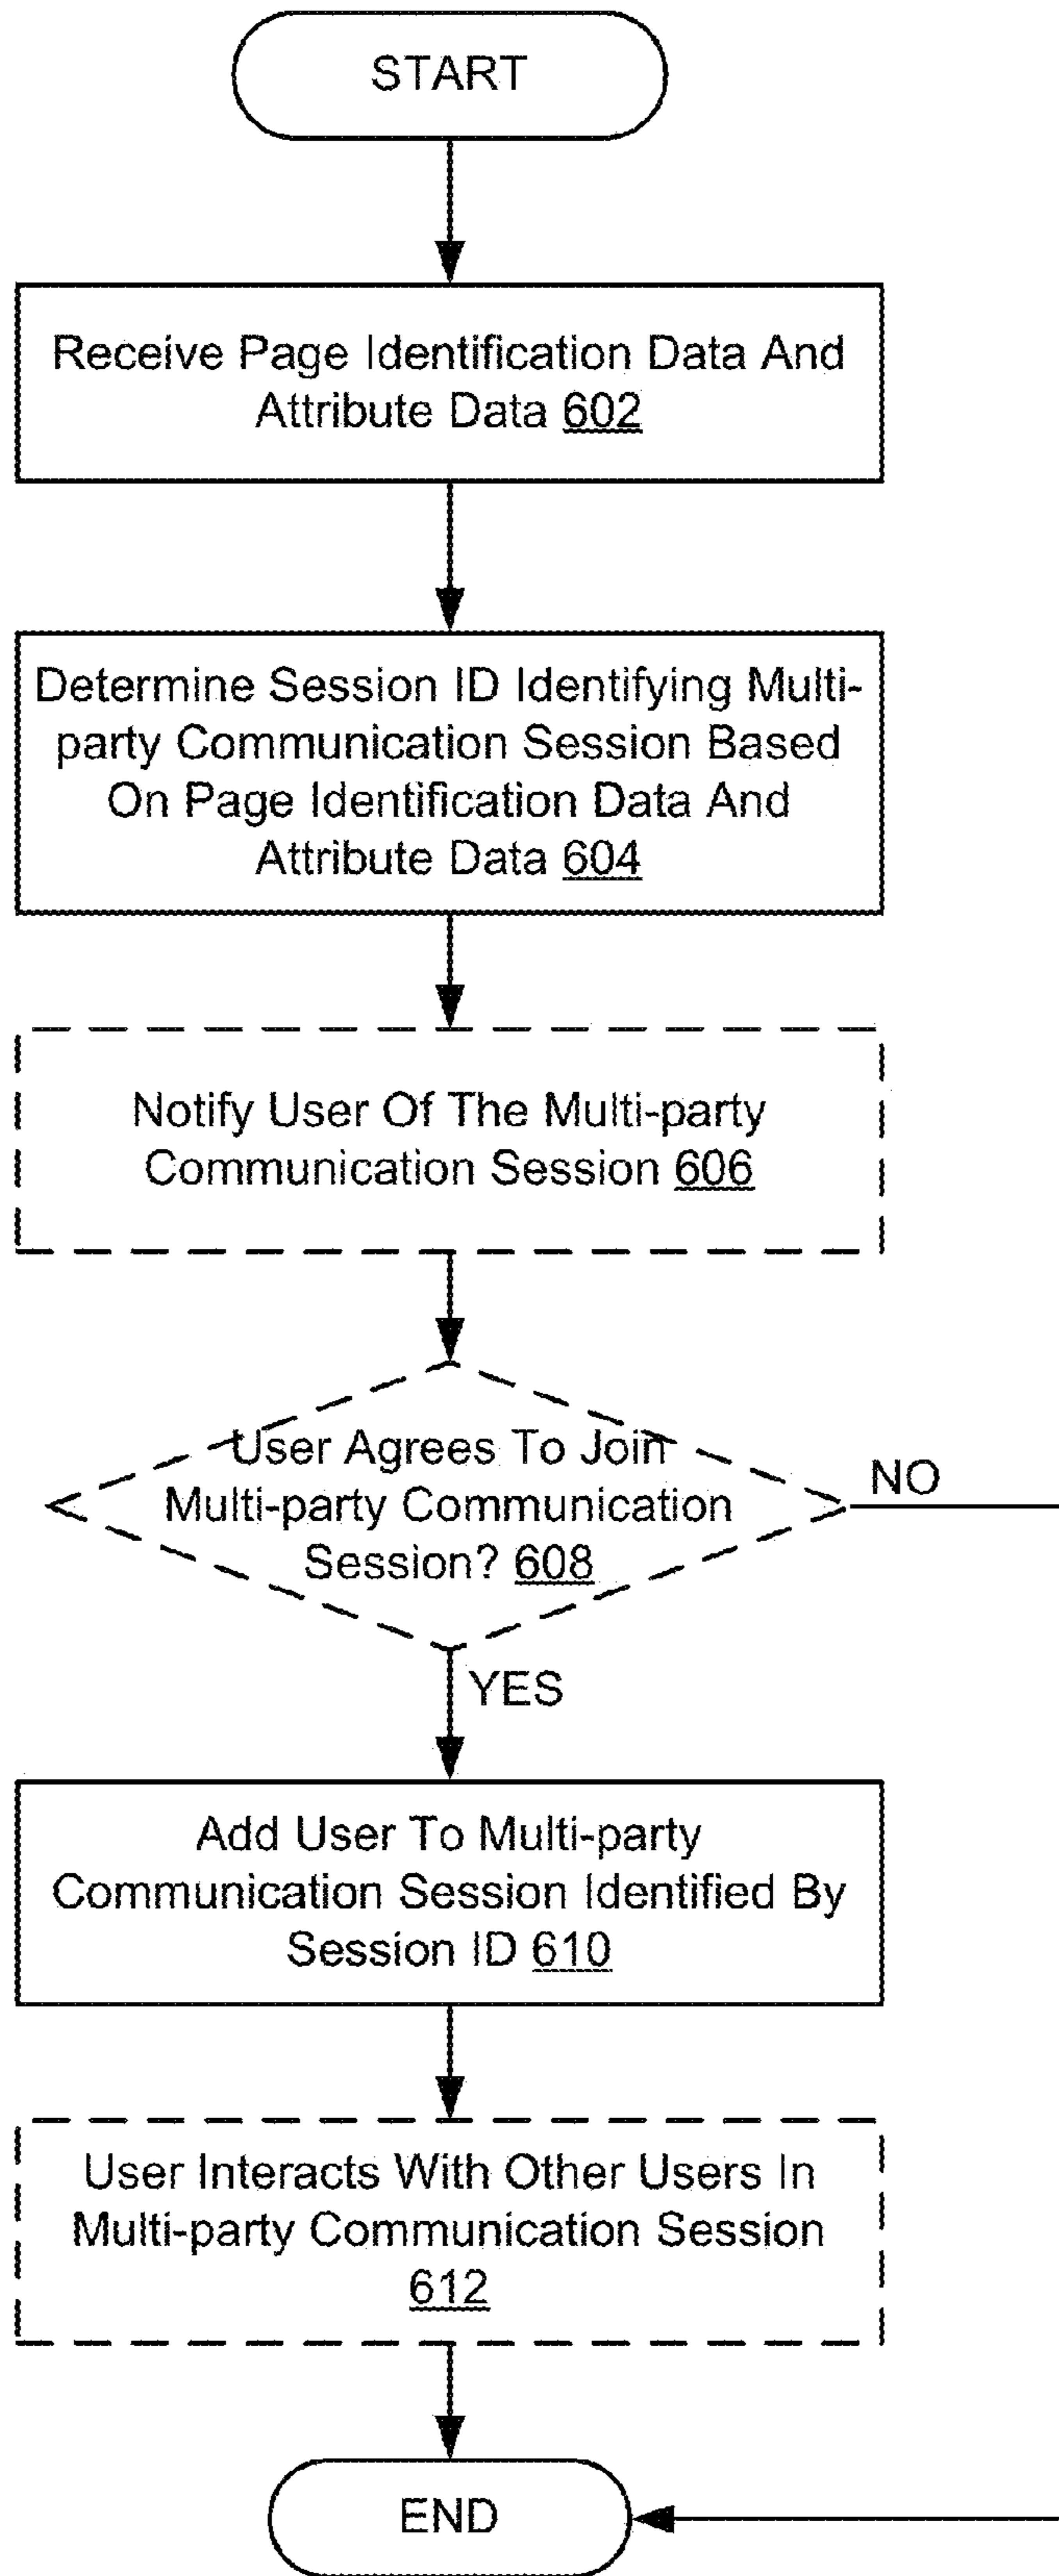 START
Receive Page Identification Data And
Attribute Data 602
Determine Session ID Identifying Multi-
party Communication Session Based
On Page Identification Data And
Attribute Data 604
Notify User Of The Multi-party
Communication Session 606
User Agrees To Join
Multi-party Communication
Session? 608
NO
YES
Add User To Multi-party
Communication Session Identified By
Session ID 610
User Interacts With Other Users In
Multi-party Communication Session
612
END